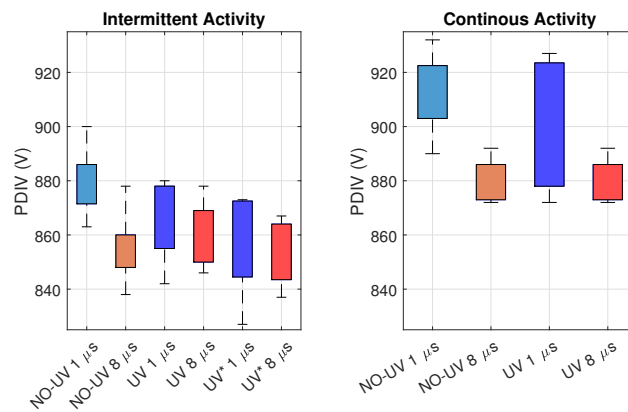 Intermittent Activity
PDIV (V)
920
900
880
860
840
NO-UV 1 μs
NO-UV 8 μs
UV 1 μs
UV 8 μs
UV* 1 μs
UV* 8 μs
Continous Activity
PDIV (V)
920
900
880
860
840
NO-UV 1 μs
NO-UV 8 μs
UV 1 μs
UV 8 μs